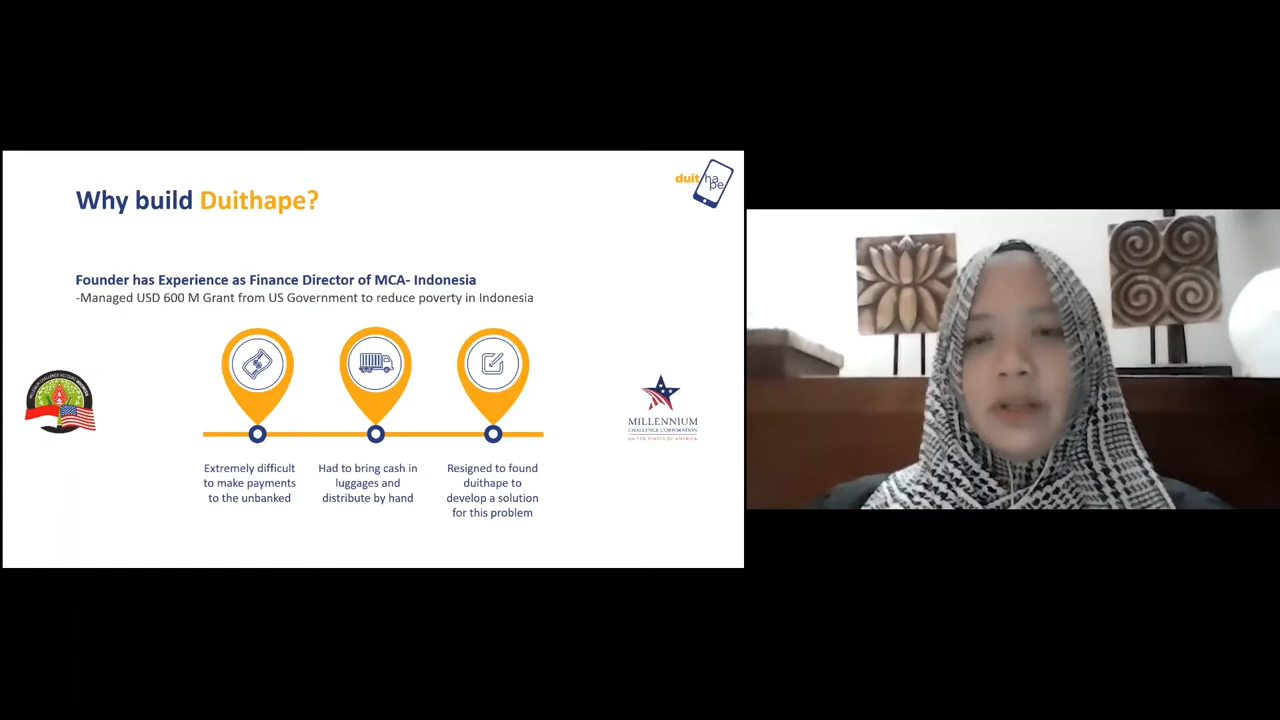 Why build Duithape?
duit hape
Founder has Experience as Finance Director of MCA- Indonesia
-Managed USD 600 M Grant from US Government to reduce poverty in Indonesia
MILLENNIUM
CHALLENGE CORPORATION
UNITED STATES OF AMERICA
Extremely difficult
to make payments
to the unbanked
Had to bring cash in
luggages and
distribute by hand
Resigned to found
duithape to
develop a solution
for this problem